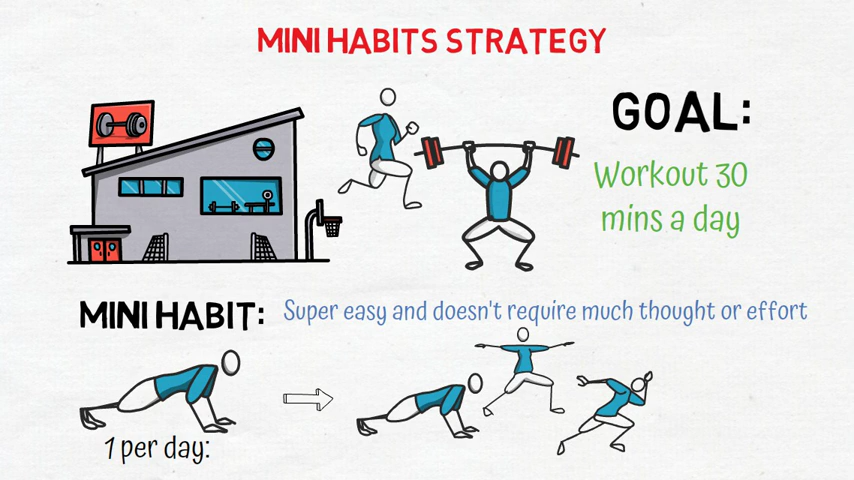 MINI HABITS STRATEGY
GOAL:
Workout 30
mins a day
MINI HABIT: Super easy and doesn't require much thought or effort
1 per day: